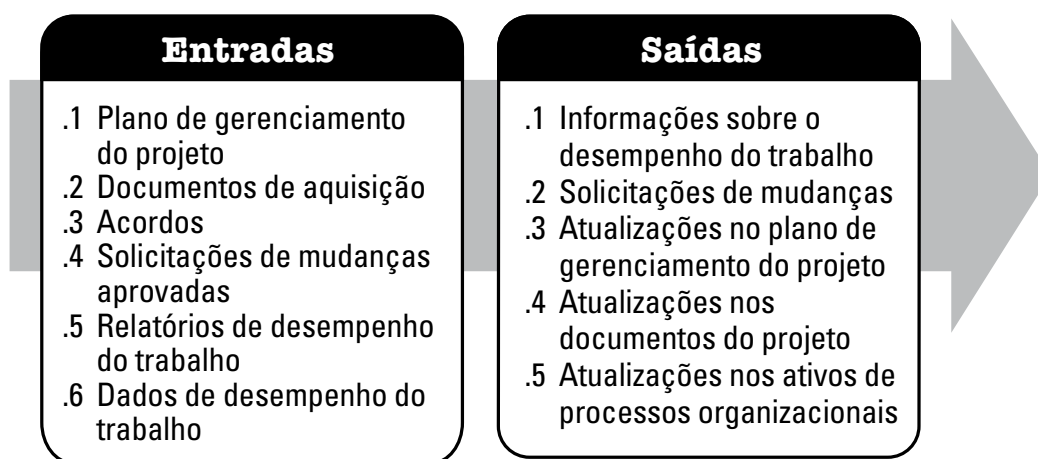 Entradas
.1 Plano de gerenciamento
do projeto
.2 Documentos de aquisição
.3 Acordos
.4 Solicitações de mudanças
aprovadas
.5 Relatórios de desempenho
do trabalho
.6 Dados de desempenho do
trabalho
Saídas
.1 Informações sobre o
desempenho do trabalho
.2 Solicitações de mudanças
.3 Atualizações no plano de
gerenciamento do projeto
.4 Atualizações nos
documentos do projeto
.5 Atualizações nos ativos de
processos organizacionais